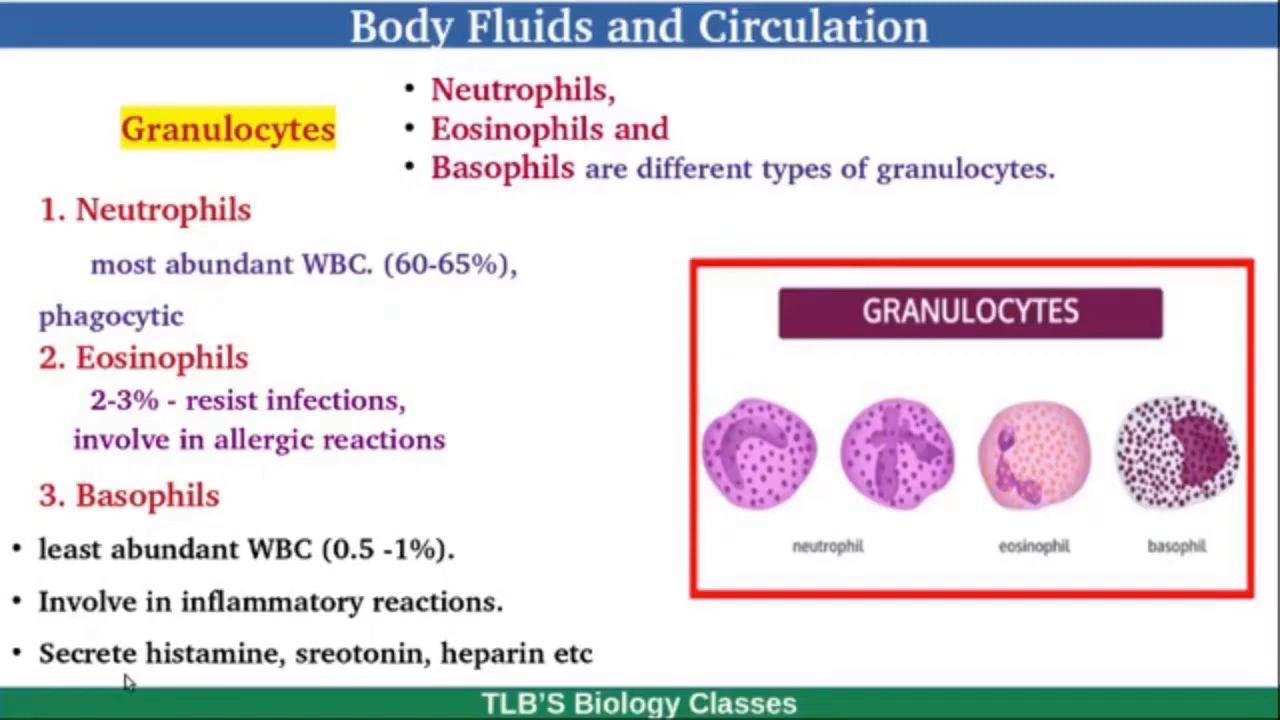 Body Fluids and Circulation
Granulocytes
• Neutrophils,
• Eosinophils and
• Basophils are different types of granulocytes.
1. Neutrophils
most abundant WBC. (60-65%),
phagocytic
2. Eosinophils
2-3% - resist infections,
involve in allergic reactions
3. Basophils
• least abundant WBC (0.5 -1%).
• Involve in inflammatory reactions.
• Secrete histamine, sreotonin, heparin etc
GRANULOCYTES
neutrophil
eosinophil
basophil
TLB'S Biology Classes